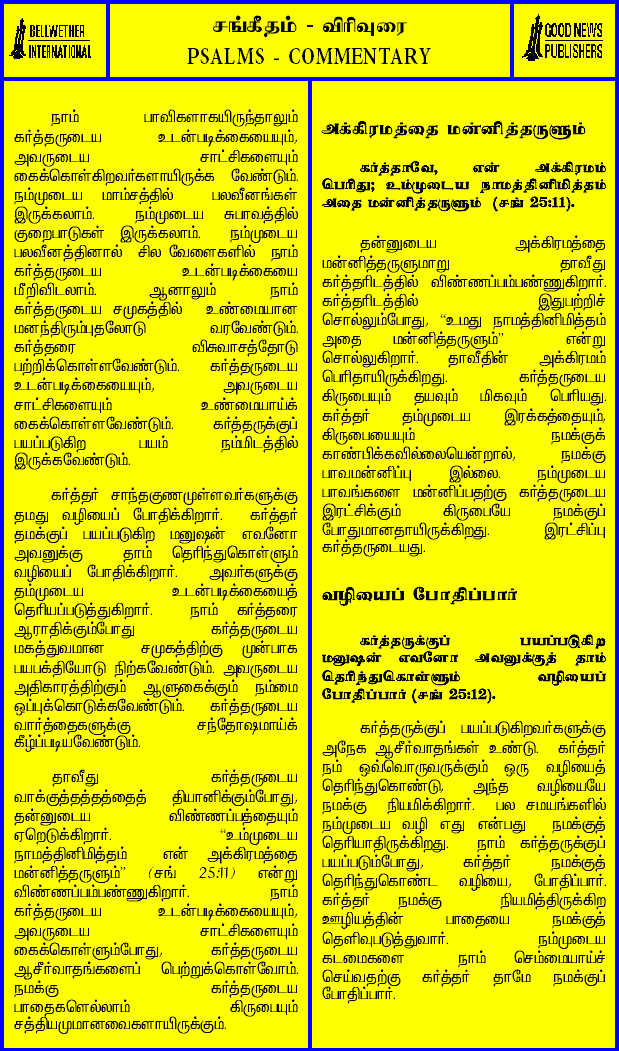 BELLWETHER
INTERNATIONAL
சங்கீதம் - விரிவுரை
PSALMS - COMMENTARY
GOOD NEWS
PUBLISHERS
நாம் பாவிகளாகயிருந்தாலும்
கர்த்தருடைய உடன்படிக்கையையும்,
அவருடைய சாட்சிகளையும்
கைக்கொள்கிறவர்களாயிருக்க வேண்டும்.
நம்முடைய மாம்சத்தில் பலவீனங்கள்
இருக்கலாம். நம்முடைய சுபாவத்தில்
குறைபாடுகள் இருக்கலாம். நம்முடைய
பலவீனத்தினால் சில வேளைகளில் நாம்
கர்த்தருடைய உடன்படிக்கையை
மீறிவிடலாம். ஆனாலும் நாம்
கர்த்தருடைய சமுகத்தில் உண்மையான
மனந்திரும்புதலோடு வரவேண்டும்.
கர்த்தரை விசுவாசத்தோடு
பற்றிக்கொள்ளவேண்டும். கர்த்தருடைய
உடன்படிக்கையையும், அவருடைய
சாட்சிகளையும் உண்மையாய்க்
கைக்கொள்ளவேண்டும். கர்த்தருக்குப்
பயப்படுகிற பயம் நம்மிடத்தில்
இருக்கவேண்டும்.
கர்த்தர் சாந்தகுணமுள்ளவர்களுக்கு
தமது வழியைப் போதிக்கிறார். கர்த்தர்
தமக்குப் பயப்படுகிற மனுஷன் எவனோ
அவனுக்கு தாம் தெரிந்துகொள்ளும்
வழியைப் போதிக்கிறார். அவர்களுக்கு
தம்முடைய உடன்படிக்கையைத்
தெரியப்படுத்துகிறார். நாம் கர்த்தரை
ஆராதிக்கும்போது கர்த்தருடைய
மகத்துவமான சமுகத்திற்கு முன்பாக
பயபக்தியோடு நிற்கவேண்டும். அவருடைய
அதிகாரத்திற்கும் ஆளுகைக்கும் நம்மை
ஒப்புக்கொடுக்கவேண்டும். கர்த்தருடைய
வார்த்தைகளுக்கு சந்தோஷமாய்க்
கீழ்ப்படியவேண்டும்.
தாவீது கர்த்தருடைய
வாக்குத்தத்தத்தைத் தியானிக்கும்போது,
தன்னுடைய விண்ணப்பத்தையும்
ஏறெடுக்கிறார். “உம்முடைய
நாமத்தினிமித்தம் என் அக்கிரமத்தை
மன்னித்தருளும்” (சங் 25:11) என்று
விண்ணப்பம்பண்ணுகிறார். நாம்
கர்த்தருடைய உடன்படிக்கையையும்,
அவருடைய சாட்சிகளையும்
கைக்கொள்ளும்போது, கர்த்தருடைய
ஆசீர்வாதங்களைப் பெற்றுக்கொள்வோம்.
நமக்கு கர்த்தருடைய
பாதைகளெல்லாம் கிருபையும்
சத்தியமுமானவைகளாயிருக்கும்.
அக்கிரமத்தை மன்னித்தருளும்
கர்த்தாவே, என் அக்கிரமம்
பெரிது; உம்முடைய நாமத்தினிமித்தம்
அதை மன்னித்தருளும் (சங் 25:11).
தன்னுடைய அக்கிரமத்தை
மன்னித்தருளுமாறு தாவீது
கர்த்தரிடத்தில் விண்ணப்பம்பண்ணுகிறார்.
கர்த்தரிடத்தில் இதுபற்றிச்
சொல்லும்போது, “உமது நாமத்தினிமித்தம்
அதை மன்னித்தருளும்” என்று
சொல்லுகிறார். தாவீதின் அக்கிரமம்
பெரிதாயிருக்கிறது. கர்த்தருடைய
கிருபையும் தயவும் மிகவும் பெரியது.
கர்த்தர் தம்முடைய இரக்கத்தையும்,
கிருபையையும் நமக்குக்
காண்பிக்கவில்லையென்றால், நமக்கு
பாவமன்னிப்பு இல்லை. நம்முடைய
பாவங்களை மன்னிப்பதற்கு கர்த்தருடைய
இரட்சிக்கும் கிருபையே நமக்குப்
போதுமானதாயிருக்கிறது. இரட்சிப்பு
கர்த்தருடையது.
வழியைப் போதிப்பார்
கர்த்தருக்குப் பயப்படுகிற
மனுஷன் எவனோ அவனுக்குத் தாம்
தெரிந்துகொள்ளும் வழியைப்
போதிப்பார் (சங் 25:12).
கர்த்தருக்குப் பயப்படுகிறவர்களுக்கு
அநேக ஆசீர்வாதங்கள் உண்டு. கர்த்தர்
நம் ஒவ்வொருவருக்கும் ஒரு வழியைத்
தெரிந்துகொண்டு, அந்த வழியையே
நமக்கு நியமிக்கிறார். பல சமயங்களில்
நம்முடைய வழி எது என்பது நமக்குத்
தெரியாதிருக்கிறது. நாம் கர்த்தருக்குப்
பயப்படும்போது, கர்த்தர் நமக்குத்
தெரிந்துகொண்ட வழியை, போதிப்பார்.
கர்த்தர் நமக்கு நியமித்திருக்கிற
ஊழியத்தின் பாதையை நமக்குத்
தெளிவுபடுத்துவார். நம்முடைய
கடமைகளை நாம் செம்மையாய்ச்
செய்வதற்கு கர்த்தர் தாமே நமக்குப்
போதிப்பார்.